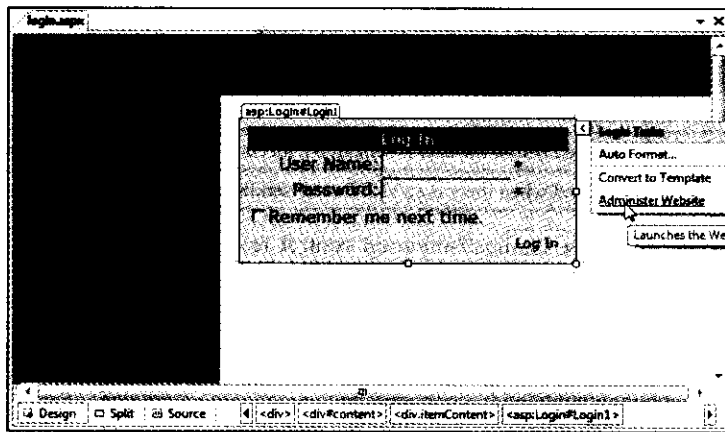 login.aspx
asp:Login#Login1
Log In
User Name: *
Password: *
Remember me next time.
Log In
Login Tasks
Auto Format...
Convert to Template
Administer Website
Launches the We
Design Split Source <div> <div#content> <div.itemContent> <asp:Login#Login1>